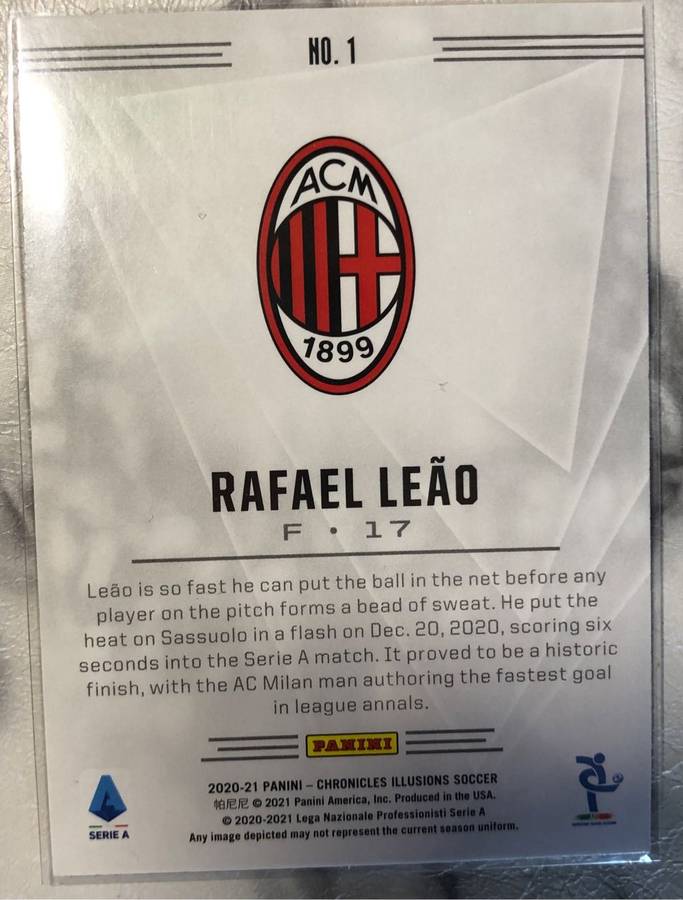 NO. 1
ACM
1899
RAFAEL LEÃO
F • 17
Leão is so fast he can put the ball in the net before any
player on the pitch forms a bead of sweat. He put the
heat on Sassuolo in a flash on Dec. 20, 2020, scoring six
seconds into the Serie A match. It proved to be a historic
finish, with the AC Milan man authoring the fastest goal
in league annals.
PANINI
2020-21 PANINI – CHRONICLES ILLUSIONS SOCCER
帕尼尼 © 2021 Panini America, Inc. Produced in the USA.
© 2020-2021 Lega Nazionale Professionisti Serie A
Any image depicted may not represent the current season uniform.
SERIE A